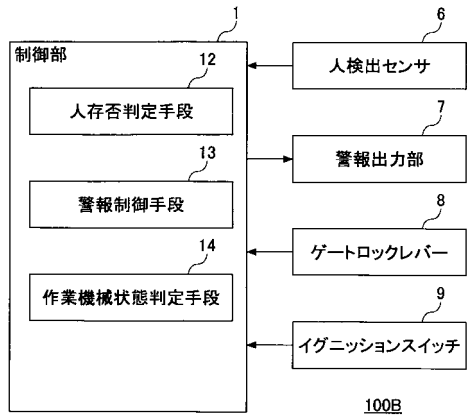 1
制御部
12
人存否判定手段
13
警報制御手段
14
作業機械状態判定手段
6
人検出センサ
7
警報出力部
8
ゲートロックレバー
9
イグニッションスイッチ
100B